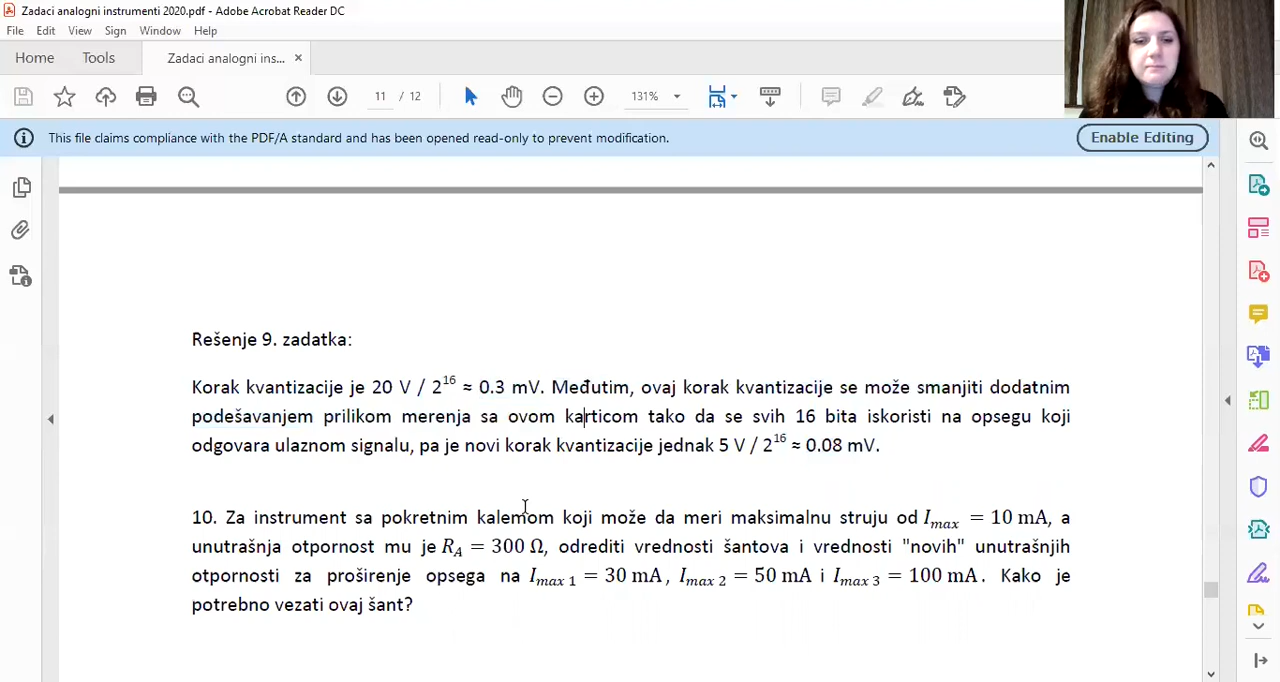 Zadaci analogni instrumenti 2020.pdf - Adobe Acrobat Reader DC
File Edit View Sign Window Help
Home Tools Zadaci analogni ins... ×
11 / 12 131%
This file claims compliance with the PDF/A standard and has been opened read-only to prevent modification. Enable Editing
Rešenje 9. zadatka:
Korak kvantizacije je 20 V / 2^16 ≈ 0.3 mV. Međutim, ovaj korak kvantizacije se može smanjiti dodatnim
podešavanjem prilikom merenja sa ovom karticom tako da se svih 16 bita iskoristi na opsegu koji
odgovara ulaznom signalu, pa je novi korak kvantizacije jednak 5 V / 2^16 ≈ 0.08 mV.
10. Za instrument sa pokretnim kalemom koji može da meri maksimalnu struju od I_max = 10 mA, a
unutrašnja otpornost mu je R_A = 300 Ω, odrediti vrednosti šantova i vrednosti "novih" unutrašnjih
otpornosti za proširenje opsega na I_max 1 = 30 mA, I_max 2 = 50 mA i I_max 3 = 100 mA. Kako je
potrebno vezati ovaj šant?